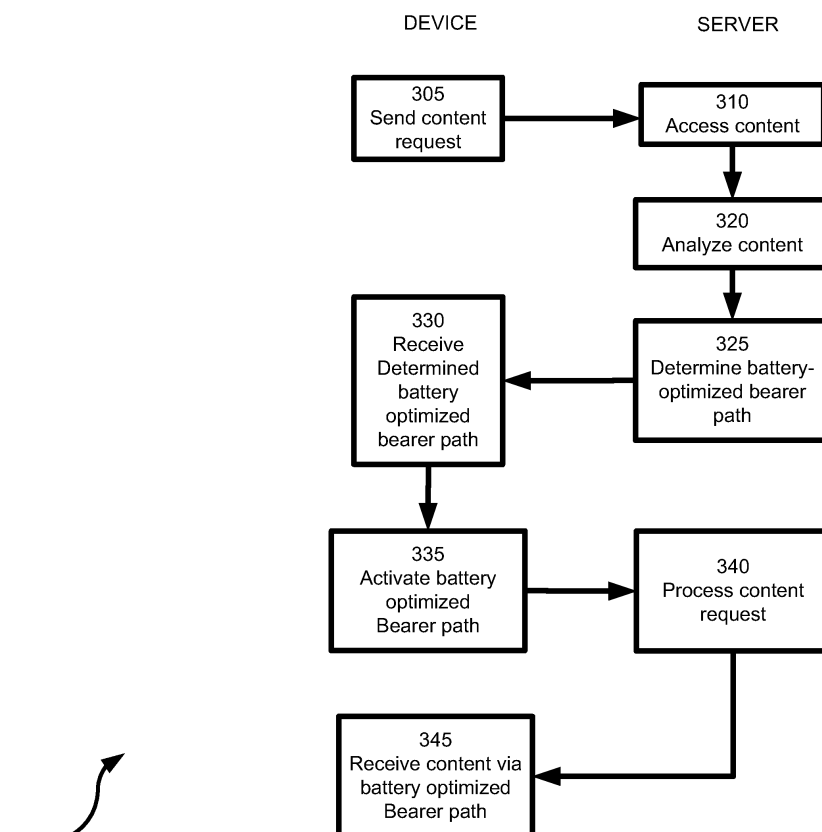 DEVICE
SERVER
305
Send content
request
310
Access content
320
Analyze content
325
Determine battery-
optimized bearer
path
330
Receive
Determined
battery
optimized
bearer path
335
Activate battery
optimized
Bearer path
340
Process content
request
345
Receive content via
battery optimized
Bearer path